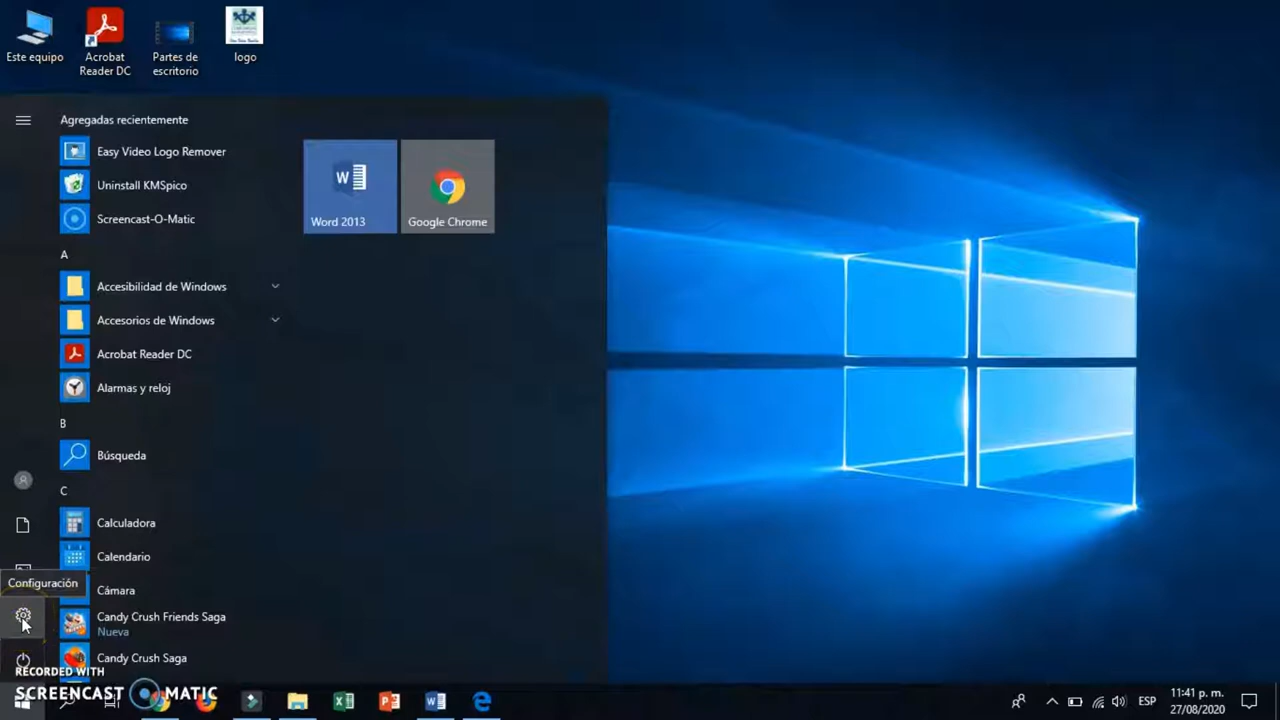 Este equipo
Acrobat
Reader DC
Partes de
escritorio
logo
Agregadas recientemente
Easy Video Logo Remover
Uninstall KMSpico
Screencast-O-Matic
A
Accesibilidad de Windows
Accesorios de Windows
Acrobat Reader DC
Alarmas y reloj
B
Búsqueda
C
Calculadora
Calendario
Cámara
Candy Crush Friends Saga
Nueva
Candy Crush Saga
Word 2013
Google Chrome
Configuración
RECORDED WITH
SCREENCAST MATIC
ESP
11:41 p. m.
27/08/2020